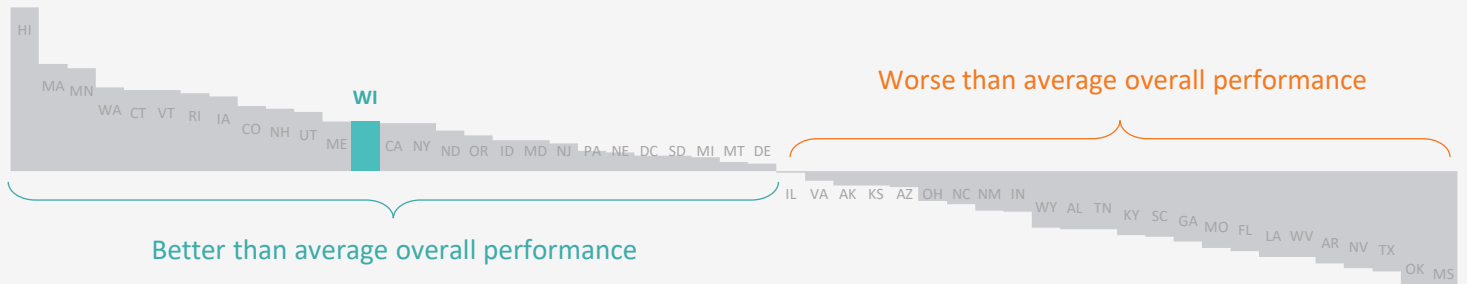 HI
MA
MN
WA
CT
VT
RI
IA
CO
NH
UT
ME
WI
CA
NY
ND
OR
ID
MD
NJ
PA
NE
DC
SD
MI
MT
DE
Better than average overall performance
Worse than average overall performance
IL
VA
AK
KS
AZ
OH
NC
NM
IN
WY
AL
TN
KY
SC
GA
MO
FL
LA
WV
AR
NV
TX
OK
MS